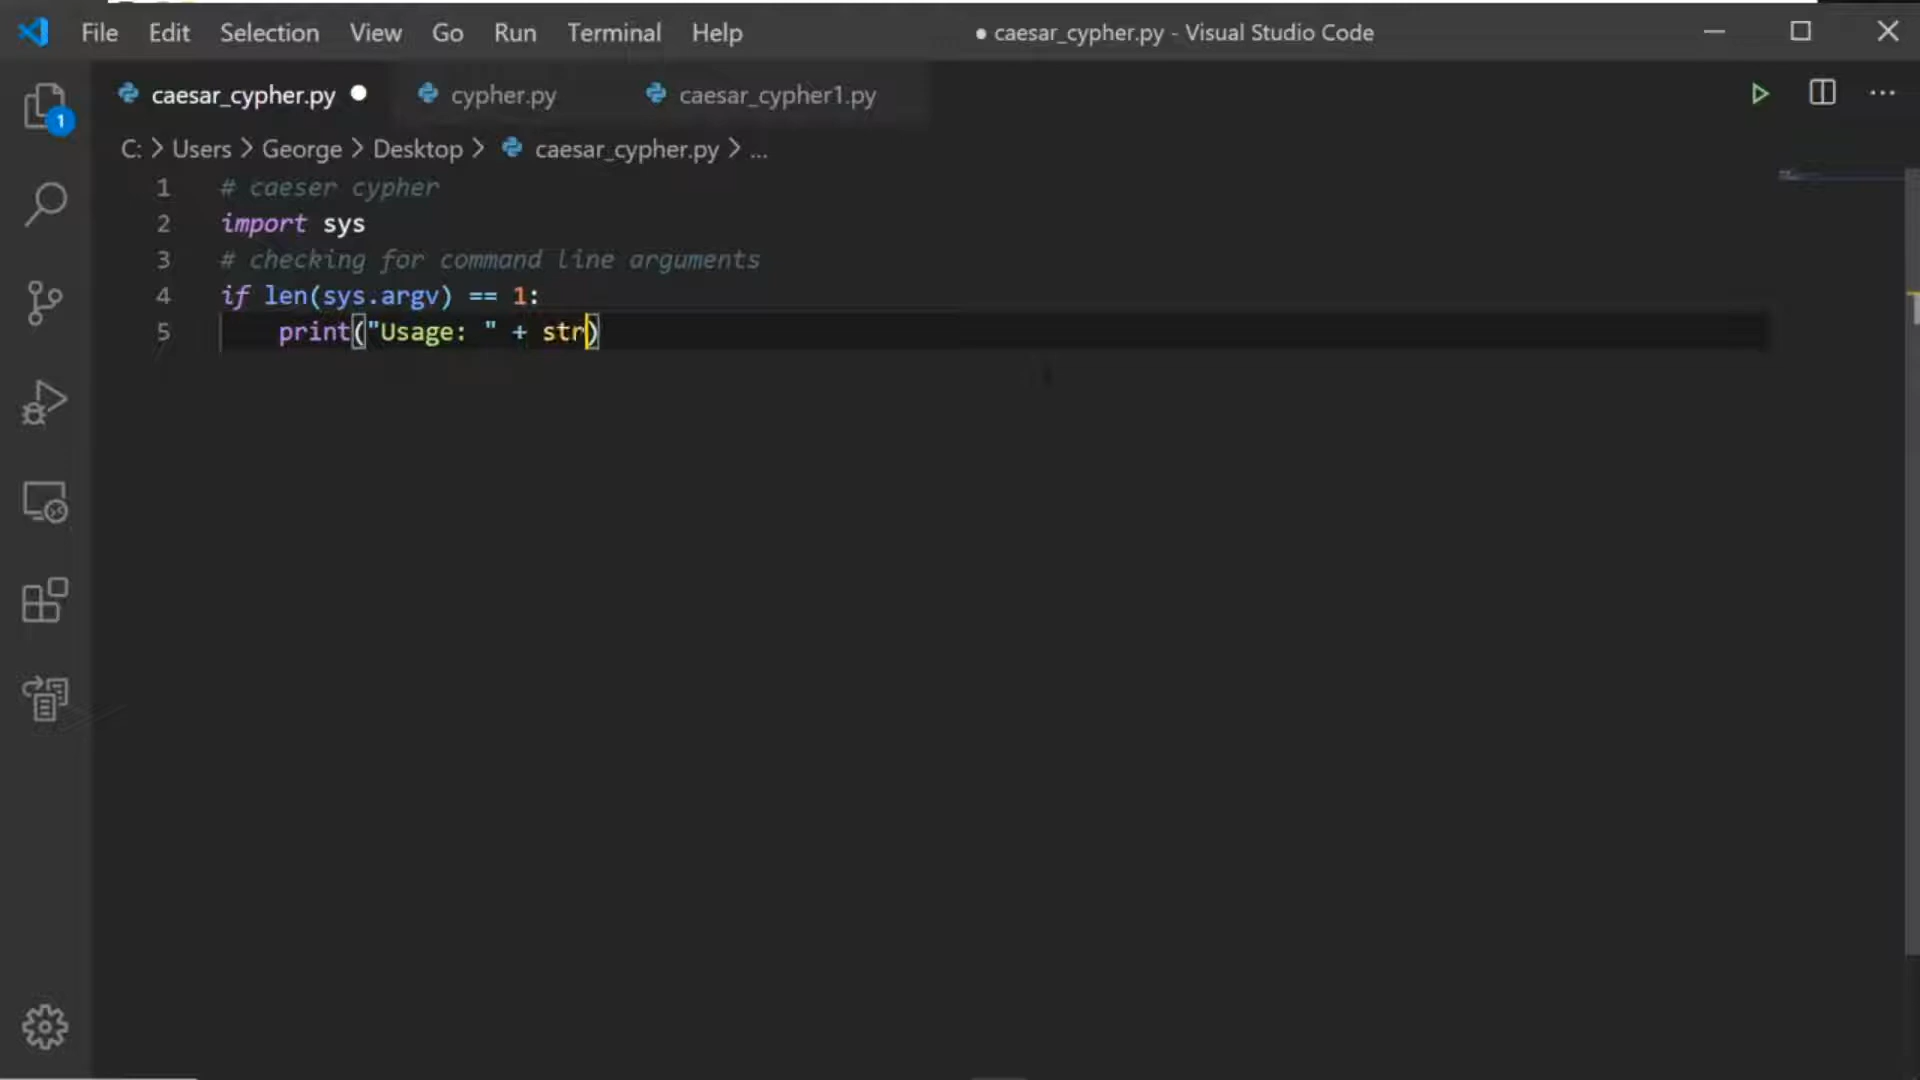 File Edit Selection View Go Run Terminal Help ● caesar_cypher.py - Visual Studio Code
caesar_cypher.py cypher.py caesar_cypher1.py
1
C: > Users > George > Desktop > caesar_cypher.py > ...
1 # caeser cypher
2 import sys
3 # checking for command line arguments
4 if len(sys.argv) == 1:
5 print("Usage: " + str)